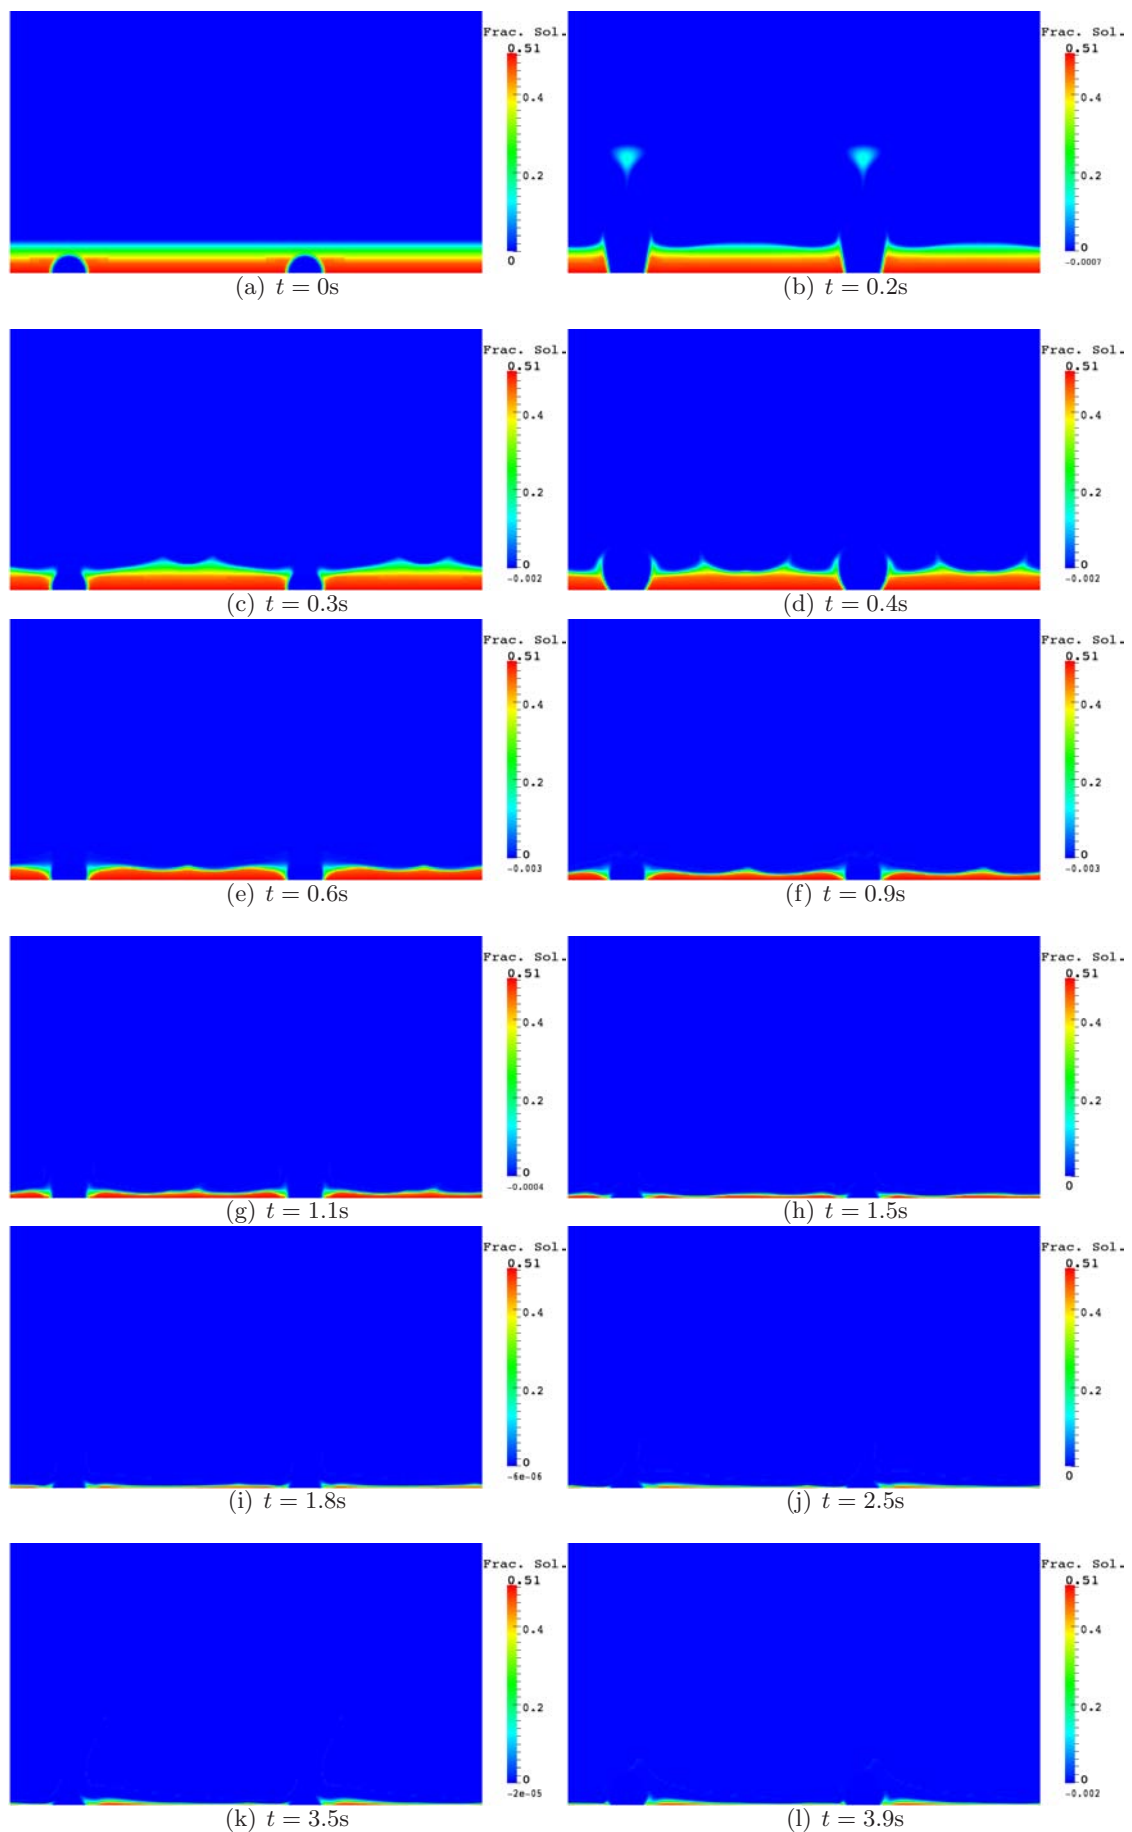 Frac. Sol.
0.51
0.4
0.2
0
0
(a) t = 0s
Frac. Sol.
0.51
0.4
0.2
0
-0.0007
(b) t = 0.2s
Frac. Sol.
0.51
0.4
0.2
0
-0.002
(c) t = 0.3s
Frac. Sol.
0.51
0.4
0.2
0
-0.002
(d) t = 0.4s
Frac. Sol.
0.51
0.4
0.2
0
-0.003
(e) t = 0.6s
Frac. Sol.
0.51
0.4
0.2
0
-0.003
(f) t = 0.9s
Frac. Sol.
0.51
0.4
0.2
0
-0.0004
(g) t = 1.1s
Frac. Sol.
0.51
0.4
0.2
0
0
(h) t = 1.5s
Frac. Sol.
0.51
0.4
0.2
0
-6e-06
(i) t = 1.8s
Frac. Sol.
0.51
0.4
0.2
0
0
(j) t = 2.5s
Frac. Sol.
0.51
0.4
0.2
0
-2e-05
(k) t = 3.5s
Frac. Sol.
0.51
0.4
0.2
0
-0.002
(l) t = 3.9s